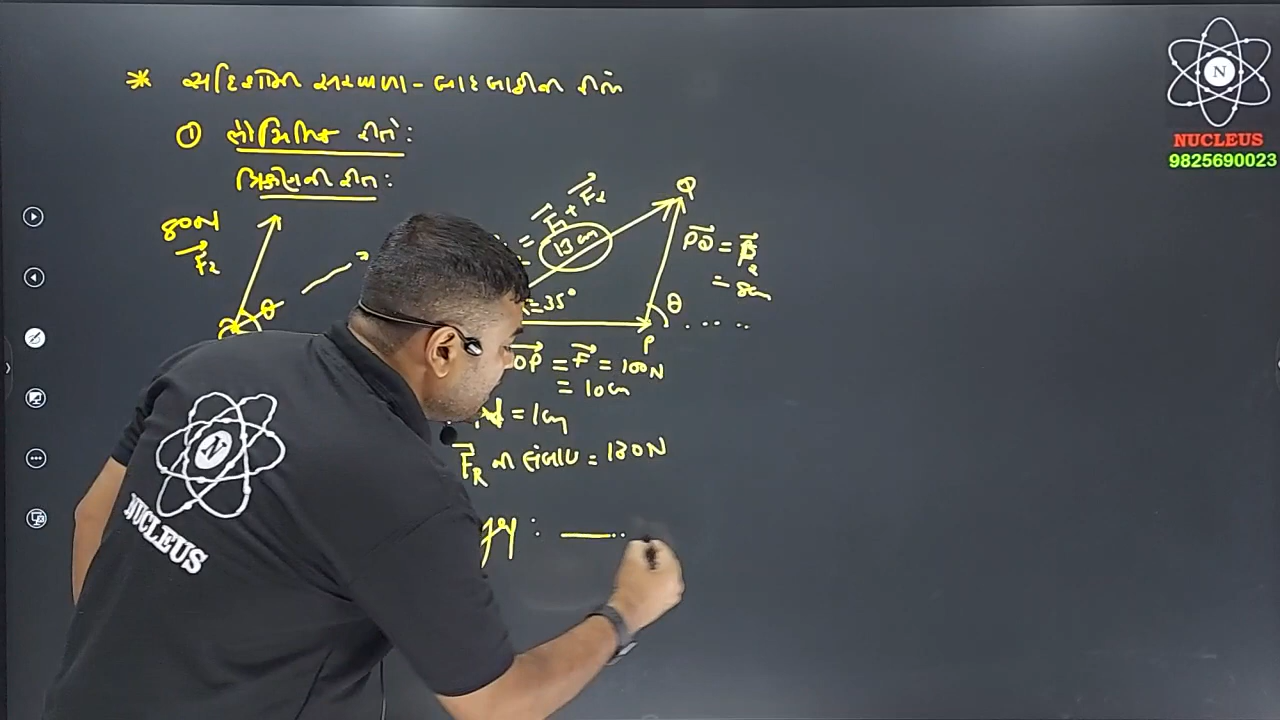 * સદિશોના સરવાળા - બાદબાકીની રીતો
① ભૌમિતિક રીતો:
ત્રિકોણની રીત:
80N
F₂
θ
= F₁ + F₂
= 13 cm
= 35°
Q
PQ = F₂
= 8cm
θ
P
OP = F = 100N
= 10cm
= 1cm
F_R નું મૂલ્ય = 130N
:
N
NUCLEUS
9825690023
N
NUCLEUS